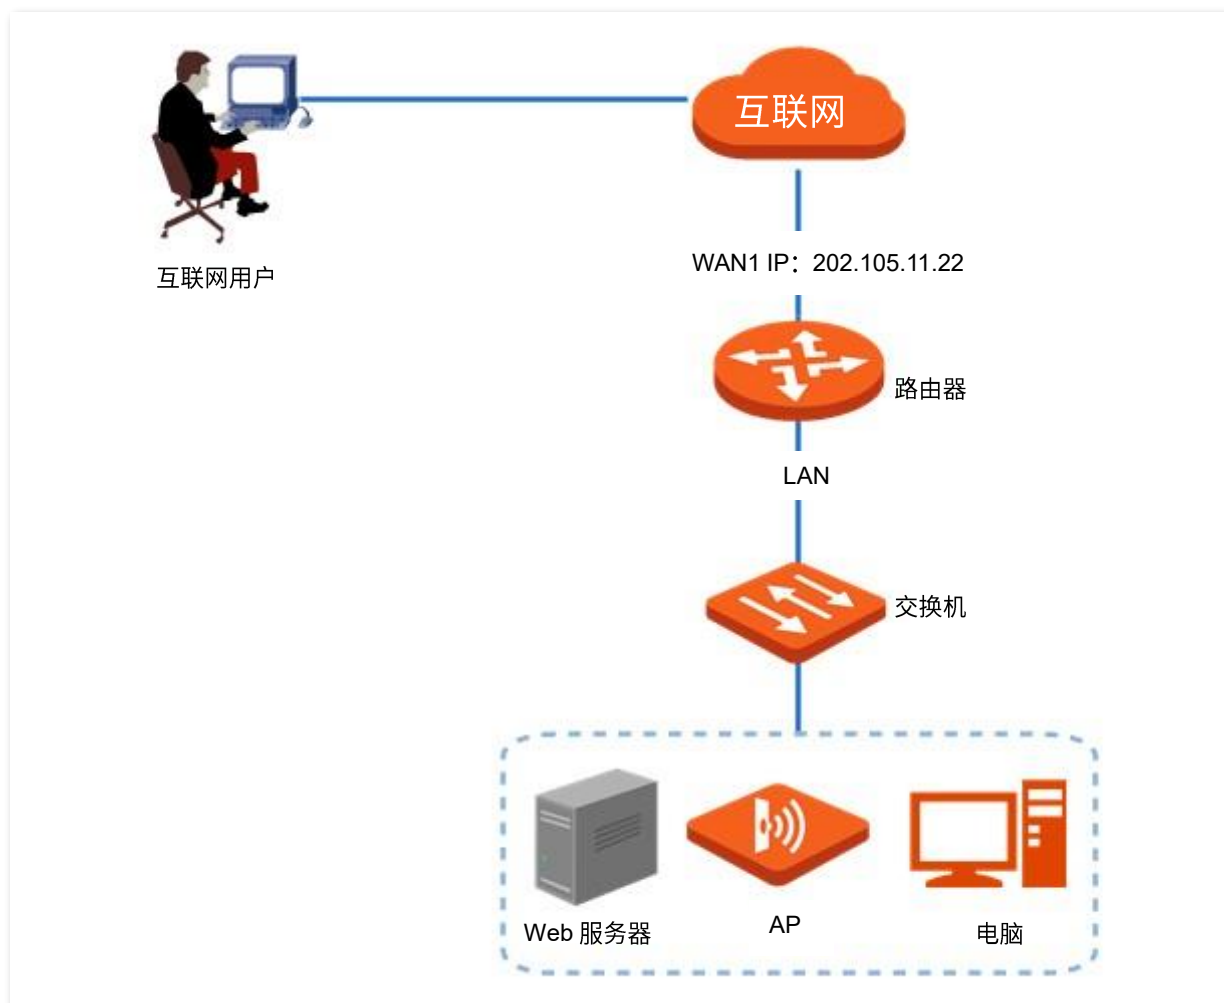 互联网
互联网用户
WAN1 IP：202.105.11.22
路由器
LAN
交换机
Web 服务器
AP
电脑